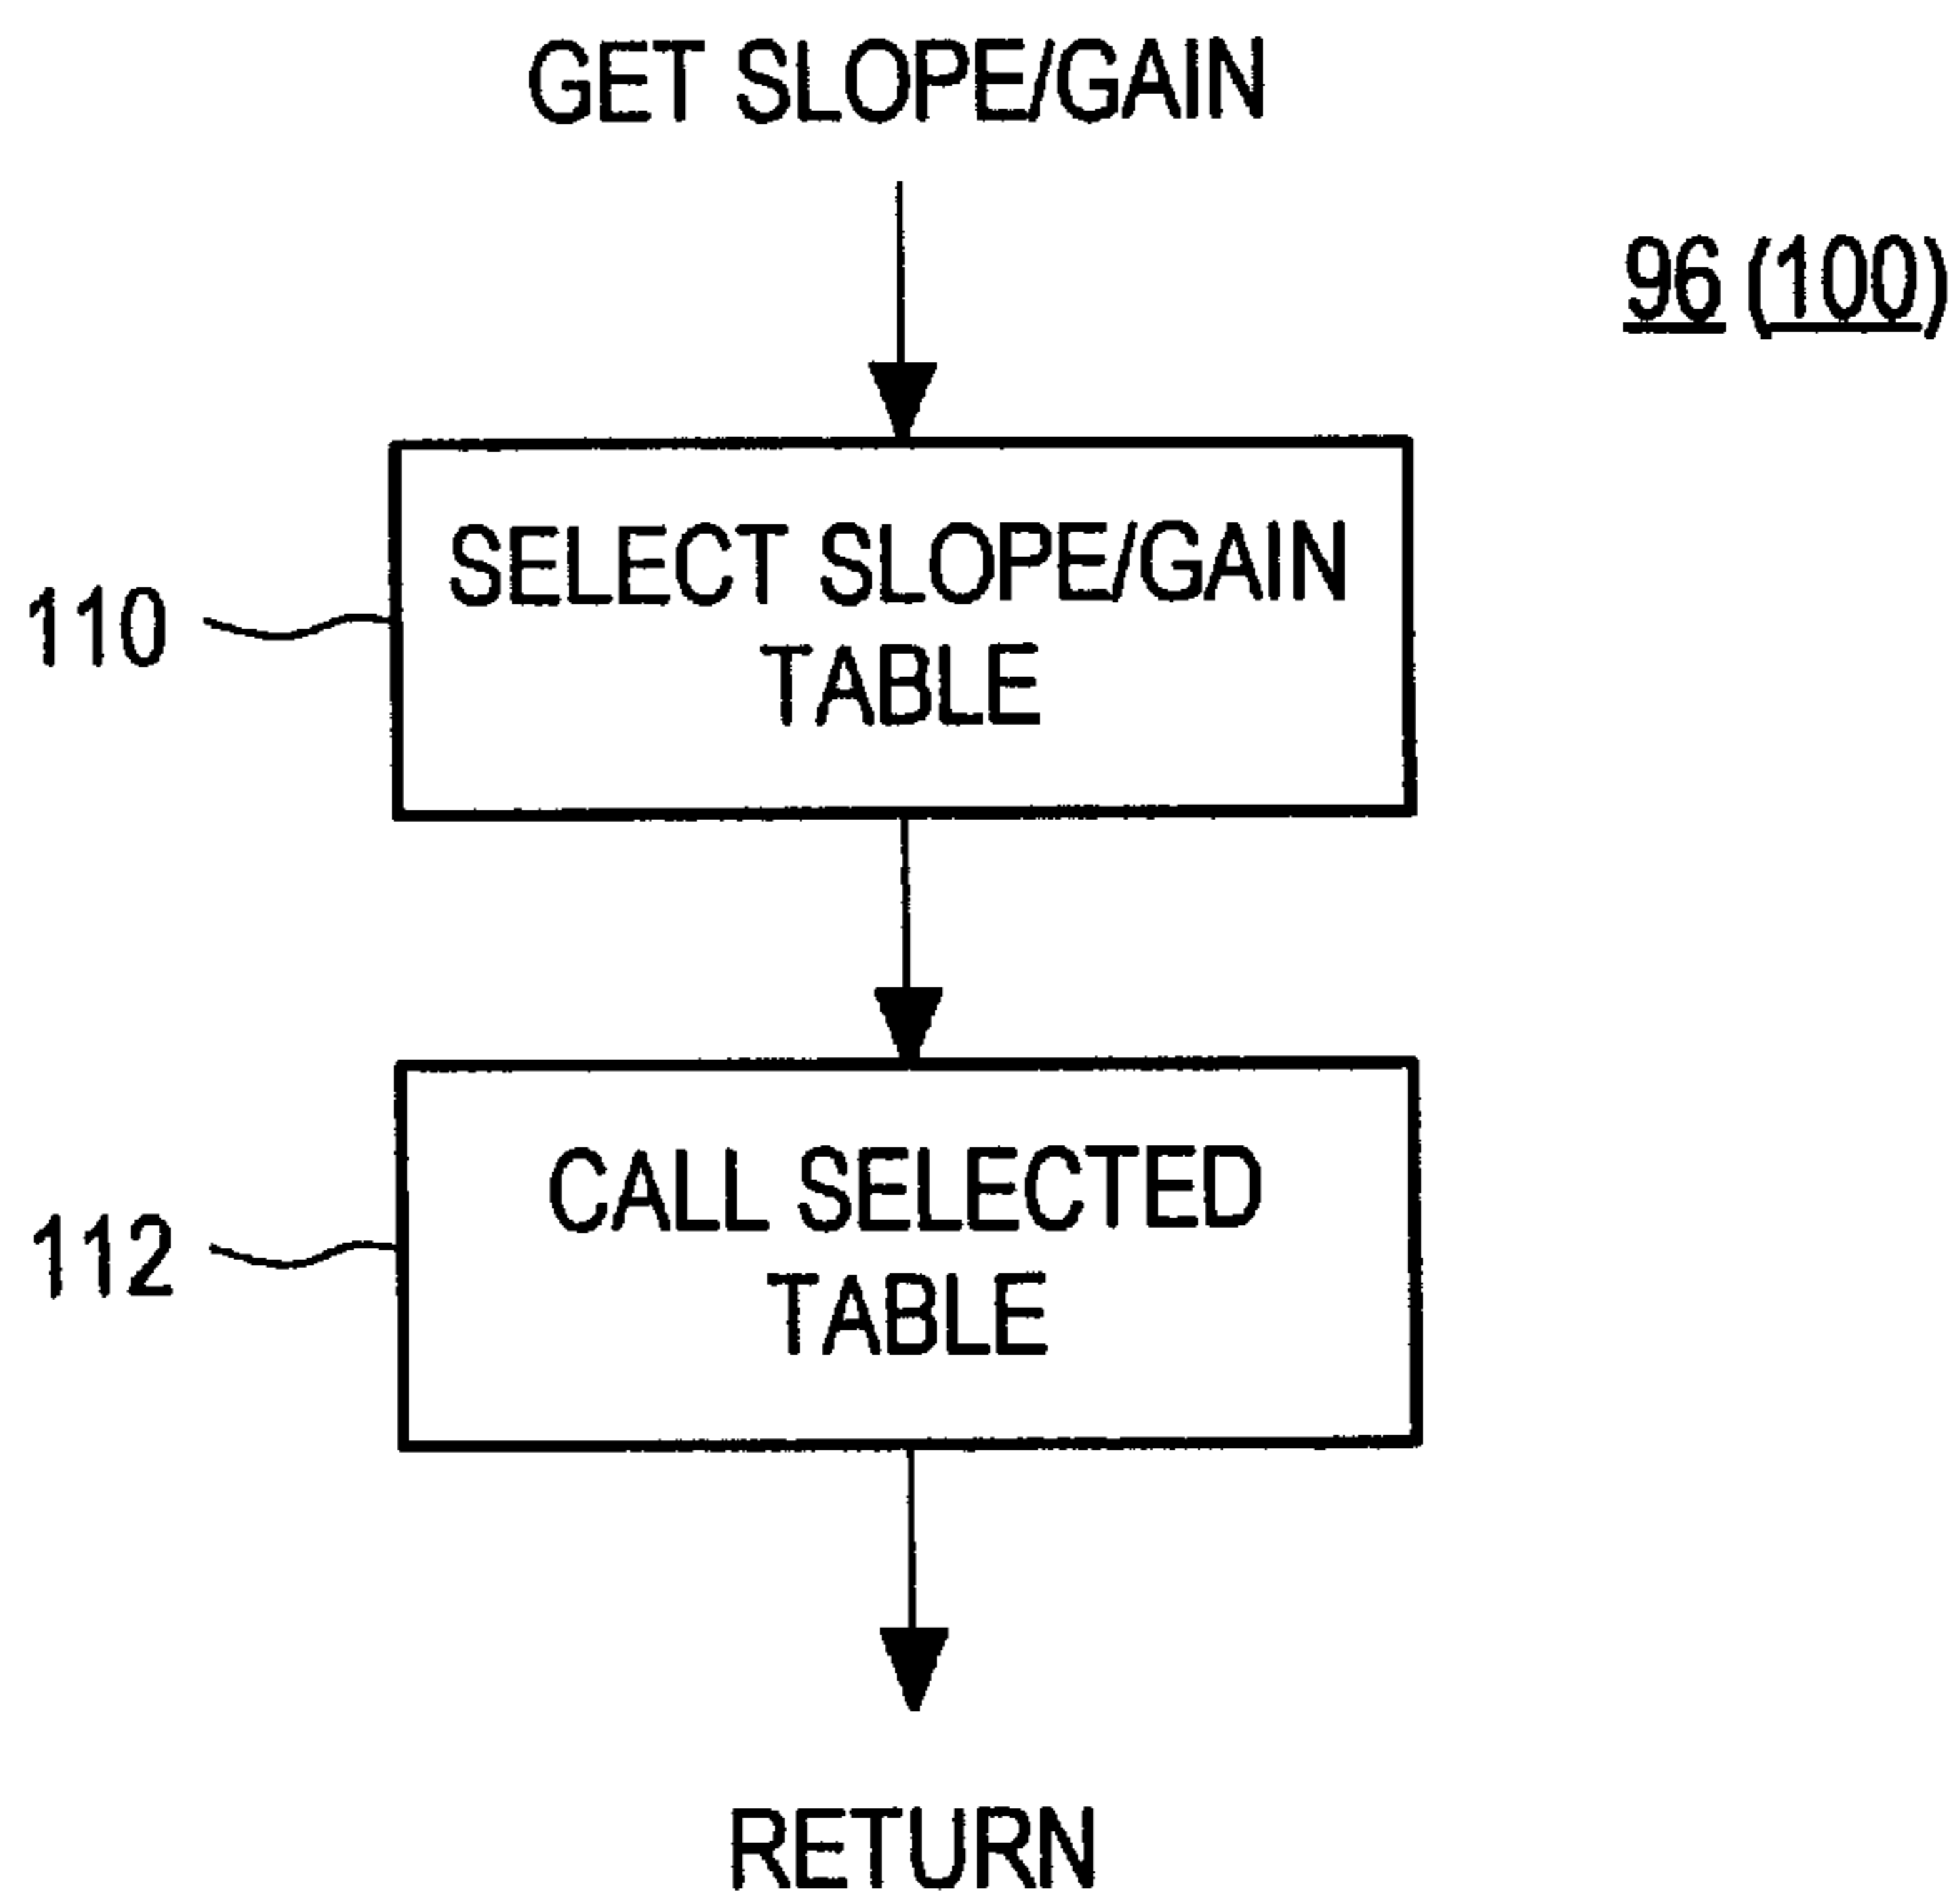 GET SLOPE/GAIN
96 (100)
110
SELECT SLOPE/GAIN
TABLE
112
CALL SELECTED
TABLE
RETURN